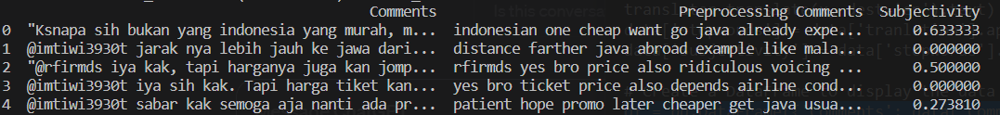 Comments Preprocessing Comments Subjectivity
0 "Ksnapa sih bukan yang indonesia yang murah, m... indonesian one cheap want go java already expe... 0.633333
1 @imtiwi3930t jarak nya lebih jauh ke jawa dari... distance farther java abroad example like mala... 0.000000
2 "@rfirmds iya kak, tapi harganya juga kan jomp... rfirmds yes bro price also ridiculous voicing ... 0.500000
3 @imtiwi3930t iya sih kak. Tapi harga tiket kan... yes bro ticket price also depends airline cond... 0.000000
4 @imtiwi3930t sabar kak semoga aja nanti ada pr... patient hope promo later cheaper get java usua... 0.273810